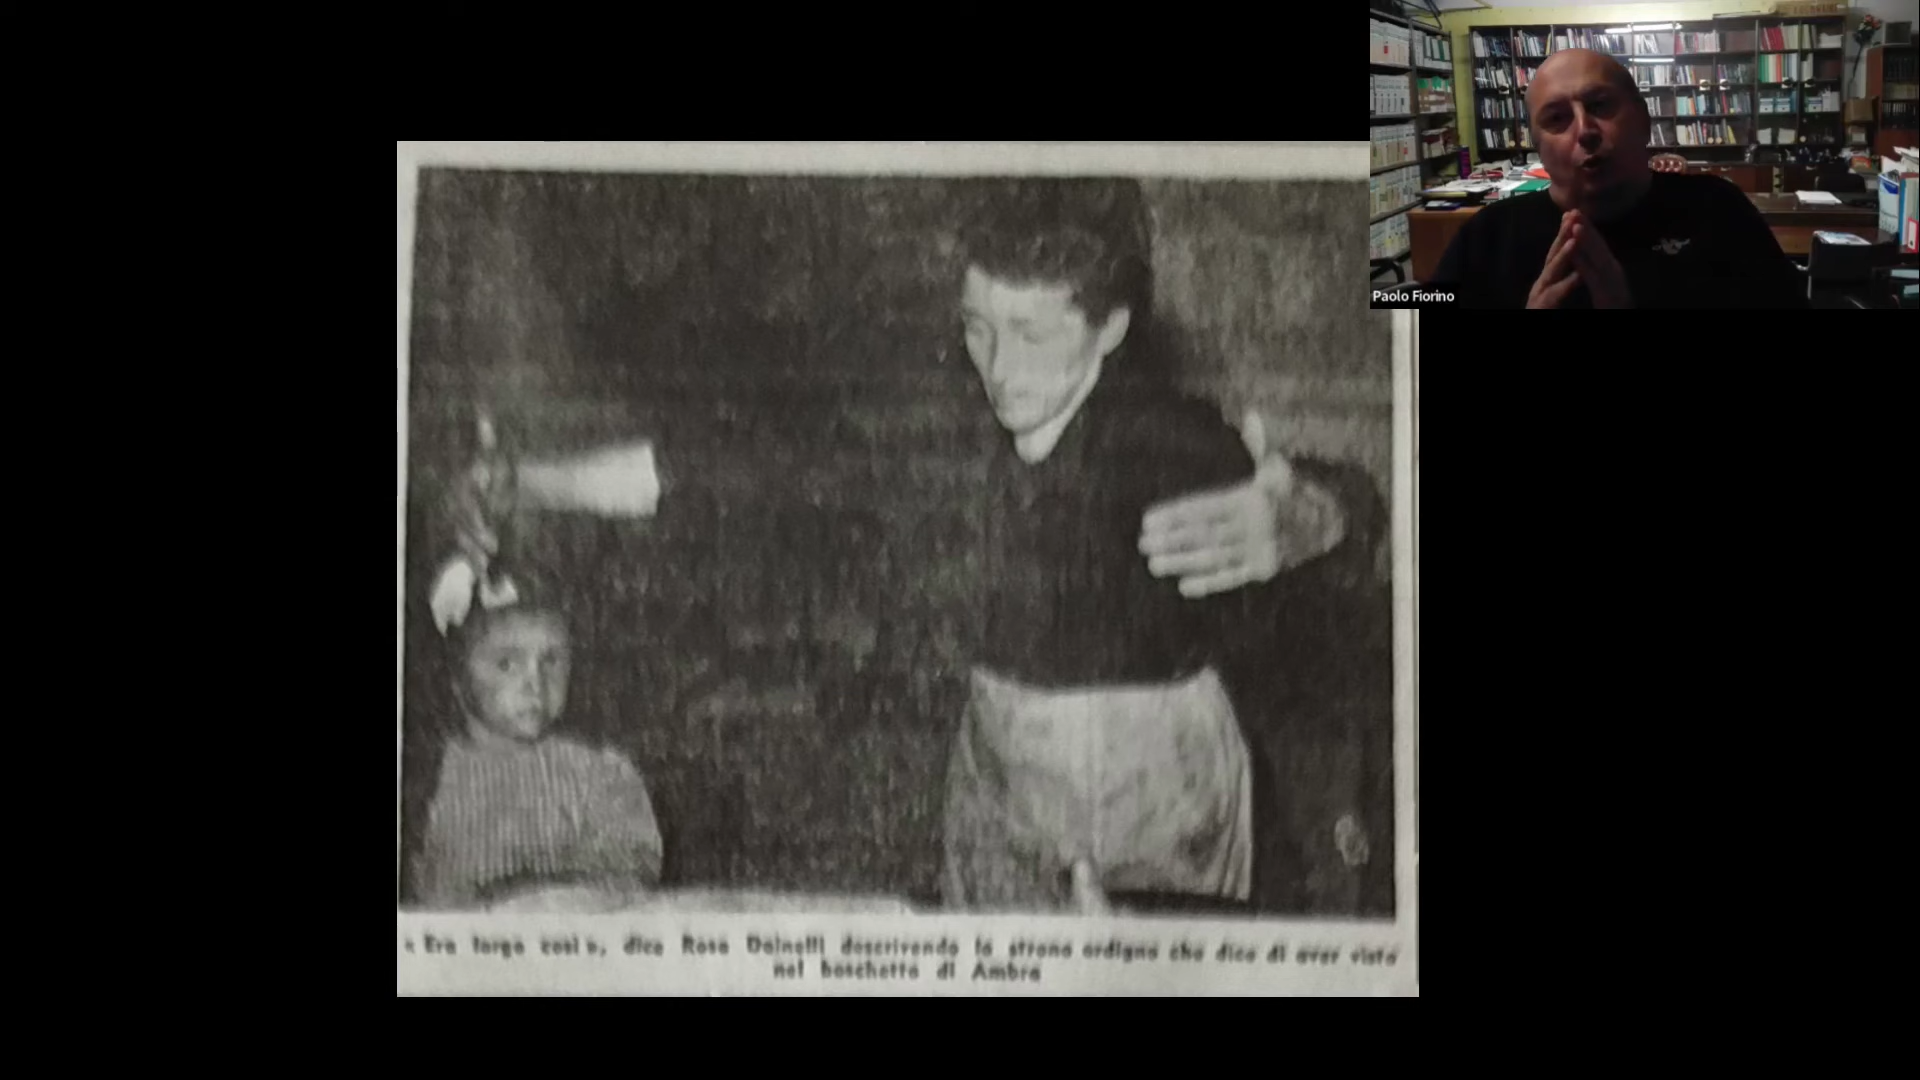 Paolo Fiorino
« Era largo così », dice Rosa Dainelli descrivendo lo strano ordigno che dice di aver visto
nel boschetto di Ambra